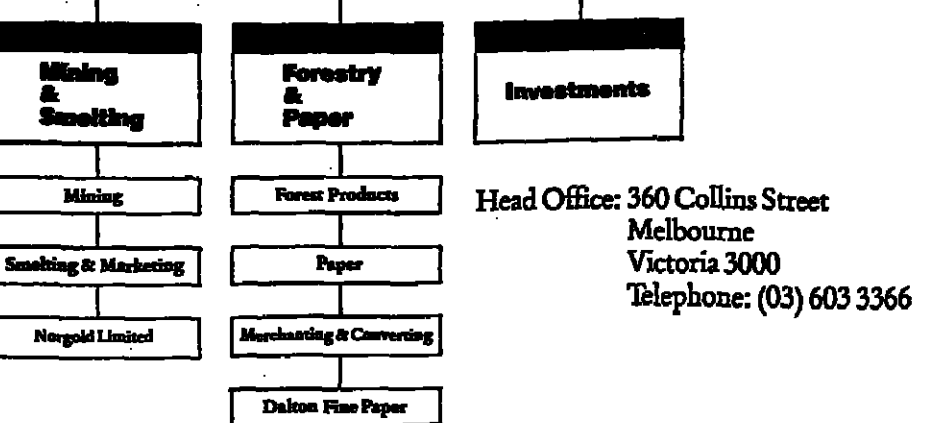 Mining
&
Smelting
Mining
Smelting & Marketing
Norgold Limited
Forestry
&
Paper
Forest Products
Paper
Merchanting & Converting
Dalton Fine Paper
Investments
Head Office: 360 Collins Street
Melbourne
Victoria 3000
Telephone: (03) 603 3366